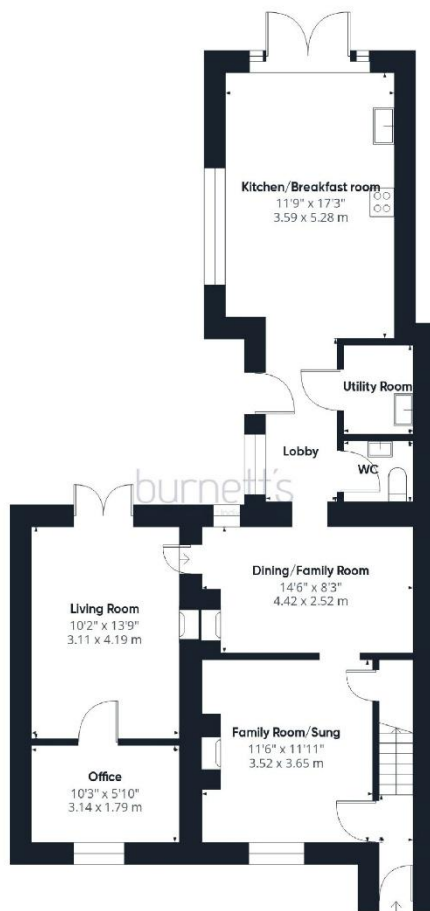 Kitchen/Breakfast room
11'9" x 17'3"
3.59 x 5.28 m
Utility Room
Lobby
WC
burnett's
Dining/Family Room
14'6" x 8'3"
4.42 x 2.52 m
Living Room
10'2" x 13'9"
3.11 x 4.19 m
Family Room/Sung
11'6" x 11'11"
3.52 x 3.65 m
Office
10'3" x 5'10"
3.14 x 1.79 m